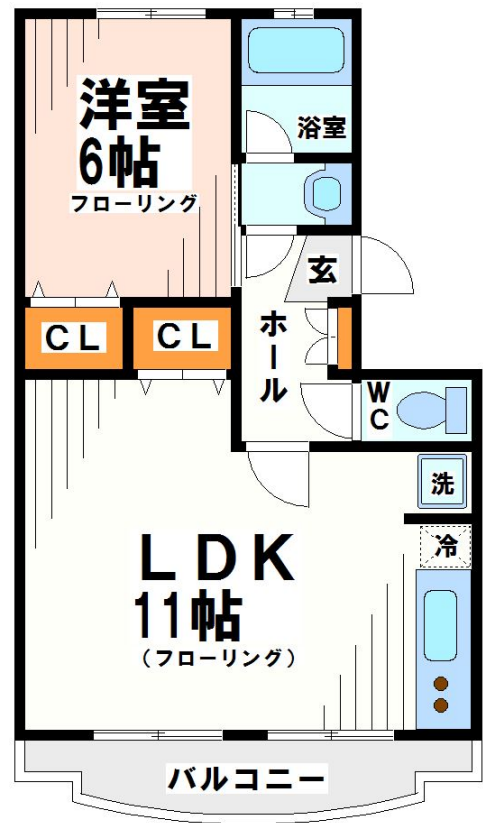 洋室
6帖
フローリング
浴室
玄
ホール
CL
CL
WC
洗
冷
LDK
11帖
(フローリング)
バルコニー